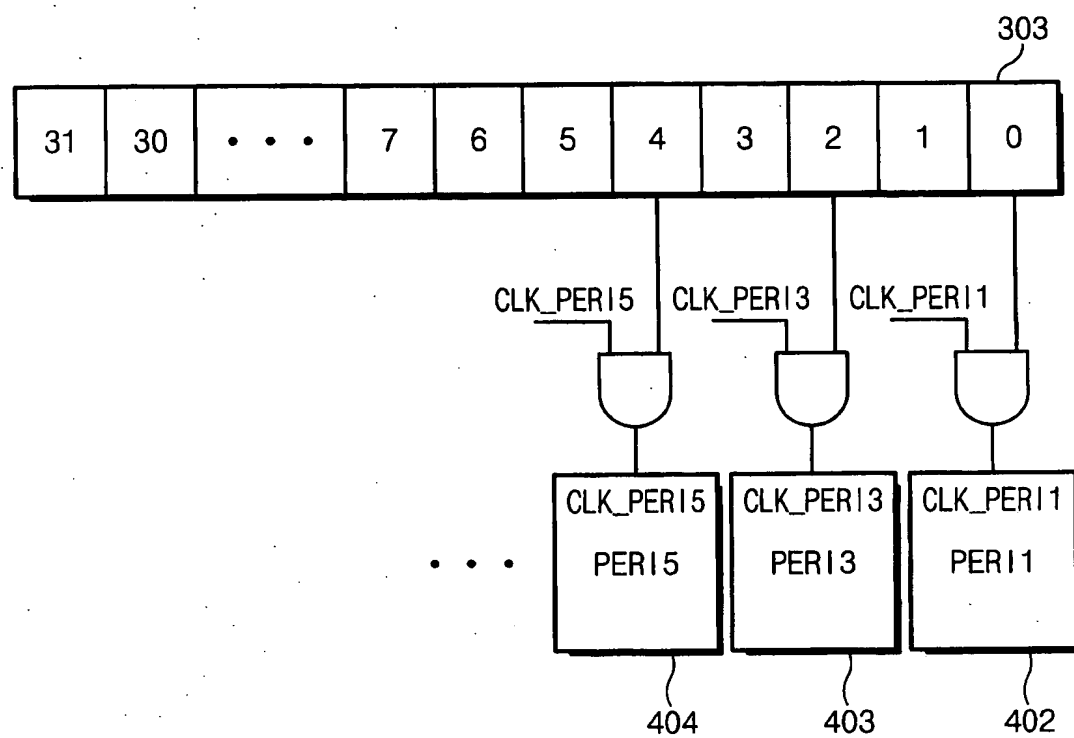 303
31 30 • • • 7 6 5 4 3 2 1 0
CLK_PERI5 CLK_PERI3 CLK_PERI1
CLK_PERI5 CLK_PERI3 CLK_PERI1
• • • PERI5 PERI3 PERI1
404 403 402